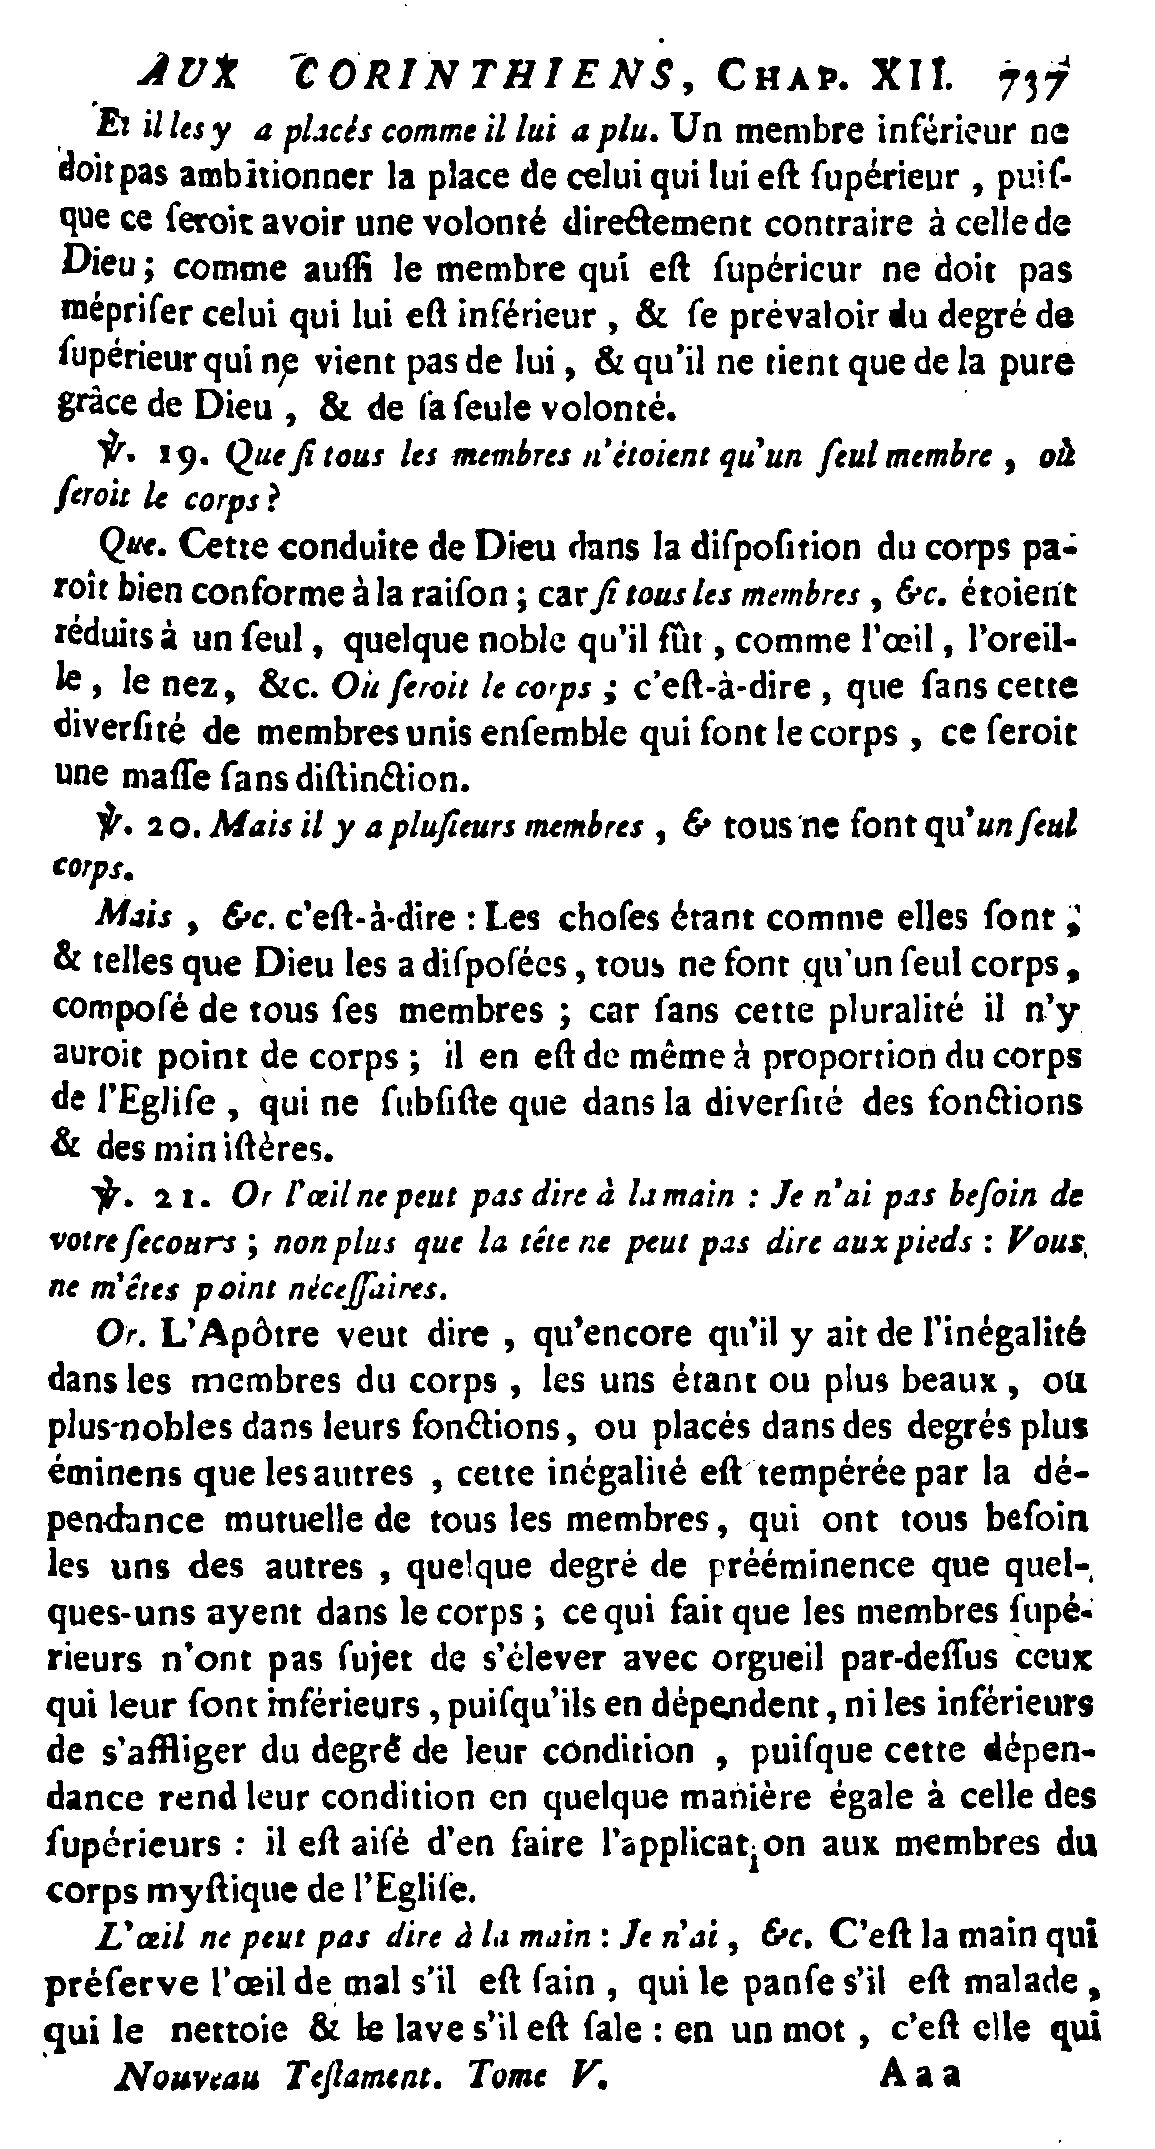 AUX CORINTHIENS, CHAP. XII. 737
Et il les y a placés comme il lui a plu. Un membre inférieur ne
doit pas ambitionner la place de celui qui lui eſt ſupérieur , puiſ-
que ce ſeroit avoir une volonté directement contraire à celle de
Dieu ; comme auſſi le membre qui eſt ſupérieur ne doit pas
mépriſer celui qui lui eſt inférieur , & ſe prévaloir du degré de
ſupérieur qui ne vient pas de lui , & qu'il ne tient que de la pure
grâce de Dieu , & de ſa ſeule volonté.
℣. 19. Que ſi tous les membres n'étoient qu'un ſeul membre , où
ſeroit le corps ?
Que. Cette conduite de Dieu dans la diſpoſition du corps pa-
roît bien conforme à la raiſon ; car ſi tous les membres , &c. étoient
réduits à un ſeul , quelque noble qu'il fût , comme l'œil , l'oreil-
le , le nez , &c. Où ſeroit le corps ; c'eſt-à-dire , que ſans cette
diverſité de membres unis enſemble qui font le corps , ce ſeroit
une maſſe ſans diſtinction.
℣. 20. Mais il y a pluſieurs membres , & tous ne font qu'un ſeul
corps.
Mais , &c. c'eſt-à-dire : Les choſes étant comme elles ſont ,
& telles que Dieu les a diſpoſées , tous ne font qu'un ſeul corps ,
compoſé de tous ſes membres ; car ſans cette pluralité il n'y
auroit point de corps ; il en eſt de même à proportion du corps
de l'Egliſe , qui ne ſubſiſte que dans la diverſité des fonctions
& des miniſtères.
℣. 21. Or l'œil ne peut pas dire à la main : Je n'ai pas beſoin de
votre ſecours ; non plus que la tête ne peut pas dire aux pieds : Vous
ne m'êtes point néceſſaires.
Or. L'Apôtre veut dire , qu'encore qu'il y ait de l'inégalité
dans les membres du corps , les uns étant ou plus beaux , ou
plus nobles dans leurs fonctions , ou placés dans des degrés plus
éminens que les autres , cette inégalité eſt tempérée par la dé-
pendance mutuelle de tous les membres , qui ont tous beſoin
les uns des autres , quelque degré de prééminence que quel-
ques-uns ayent dans le corps ; ce qui fait que les membres ſupé-
rieurs n'ont pas ſujet de s'élever avec orgueil par-deſſus ceux
qui leur ſont inférieurs , puiſqu'ils en dépendent , ni les inférieurs
de s'affliger du degré de leur condition , puiſque cette dépen-
dance rend leur condition en quelque manière égale à celle des
ſupérieurs : il eſt aiſé d'en faire l'application aux membres du
corps myſtique de l'Egliſe.
L'œil ne peut pas dire à la main : Je n'ai , &c. C'eſt la main qui
préſerve l'œil de mal s'il eſt ſain , qui le panſe s'il eſt malade ,
qui le nettoie & le lave s'il eſt ſale : en un mot , c'eſt elle qui
Nouveau Teſtament. Tome V. Aaa